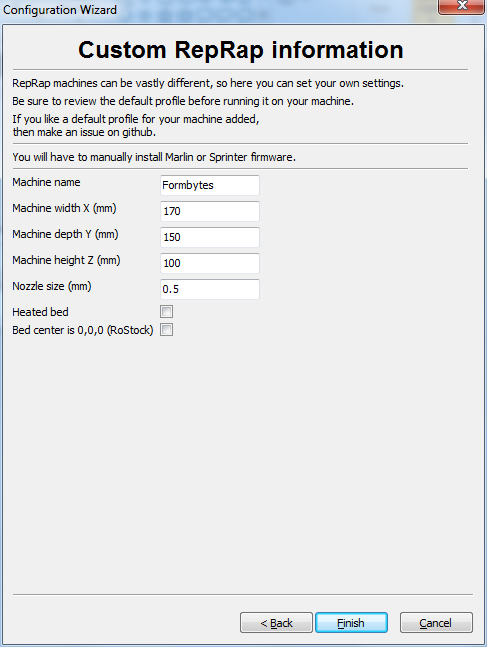 Configuration Wizard
Custom RepRap information
RepRap machines can be vastly different, so here you can set your own settings.
Be sure to review the default profile before running it on your machine.
If you like a default profile for your machine added,
then make an issue on github.
You will have to manually install Marlin or Sprinter firmware.
Machine name Formbytes
Machine width X (mm) 170
Machine depth Y (mm) 150
Machine height Z (mm) 100
Nozzle size (mm) 0.5
Heated bed
Bed center is 0,0,0 (RoStock)
< Back Finish Cancel